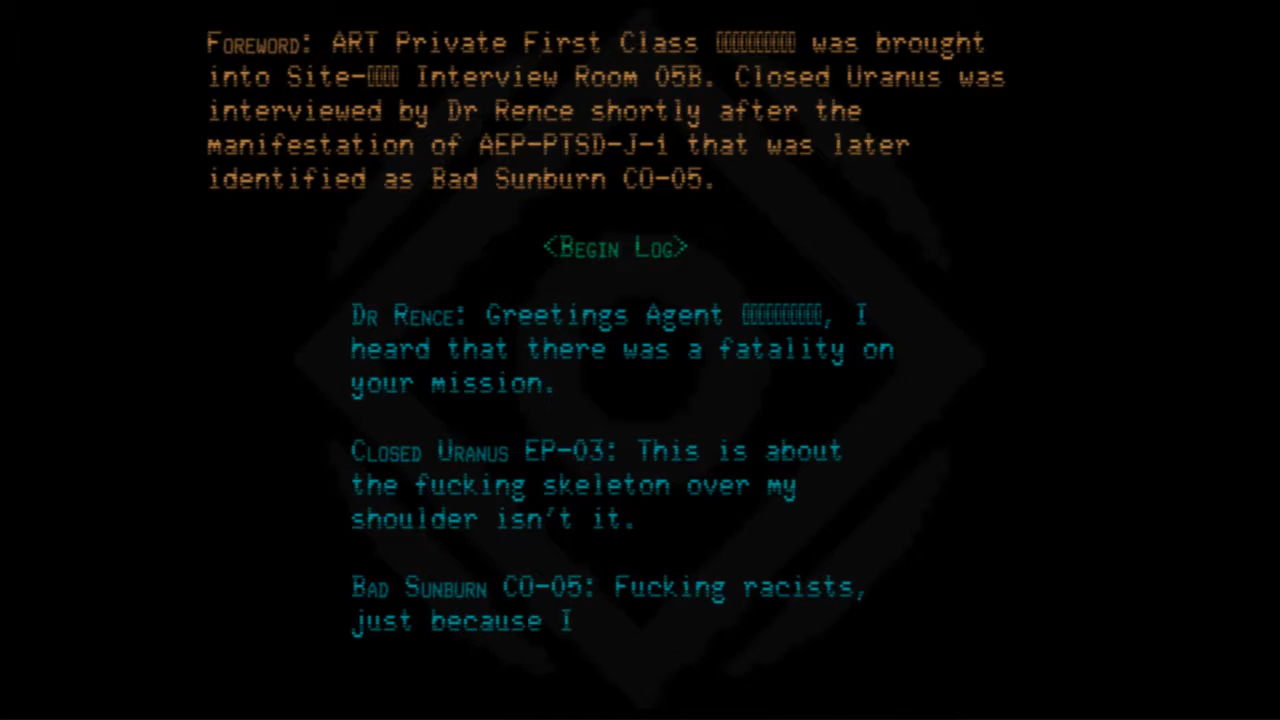 Foreword: ART Private First Class ▯▯▯▯▯▯▯▯▯▯ was brought
into Site-▯▯▯▯ Interview Room 05B. Closed Uranus was
interviewed by Dr Rence shortly after the
manifestation of AEP-PTSD-J-1 that was later
identified as Bad Sunburn CO-05.
<Begin Log>
Dr Rence: Greetings Agent ▯▯▯▯▯▯▯▯▯▯, I
heard that there was a fatality on
your mission.
Closed Uranus EP-03: This is about
the fucking skeleton over my
shoulder isn't it.
Bad Sunburn CO-05: Fucking racists,
just because I